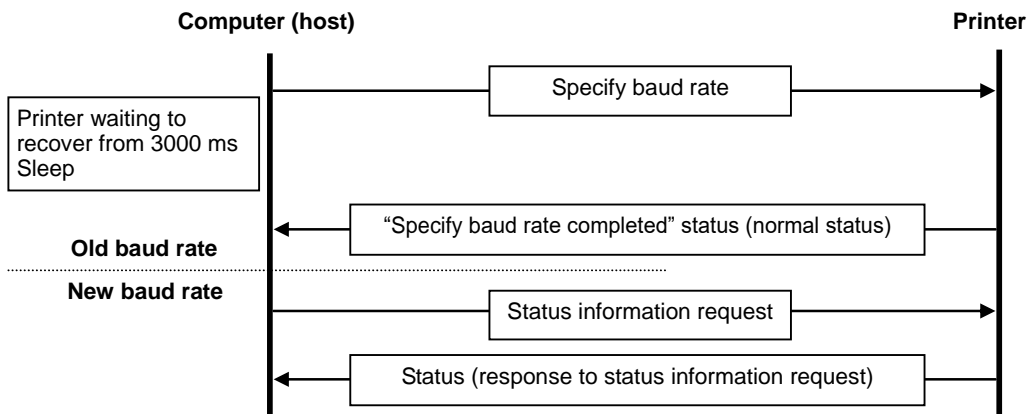 Computer (host)
Printer
Specify baud rate
Printer waiting to
recover from 3000 ms
Sleep
“Specify baud rate completed” status (normal status)
Old baud rate
New baud rate
Status information request
Status (response to status information request)